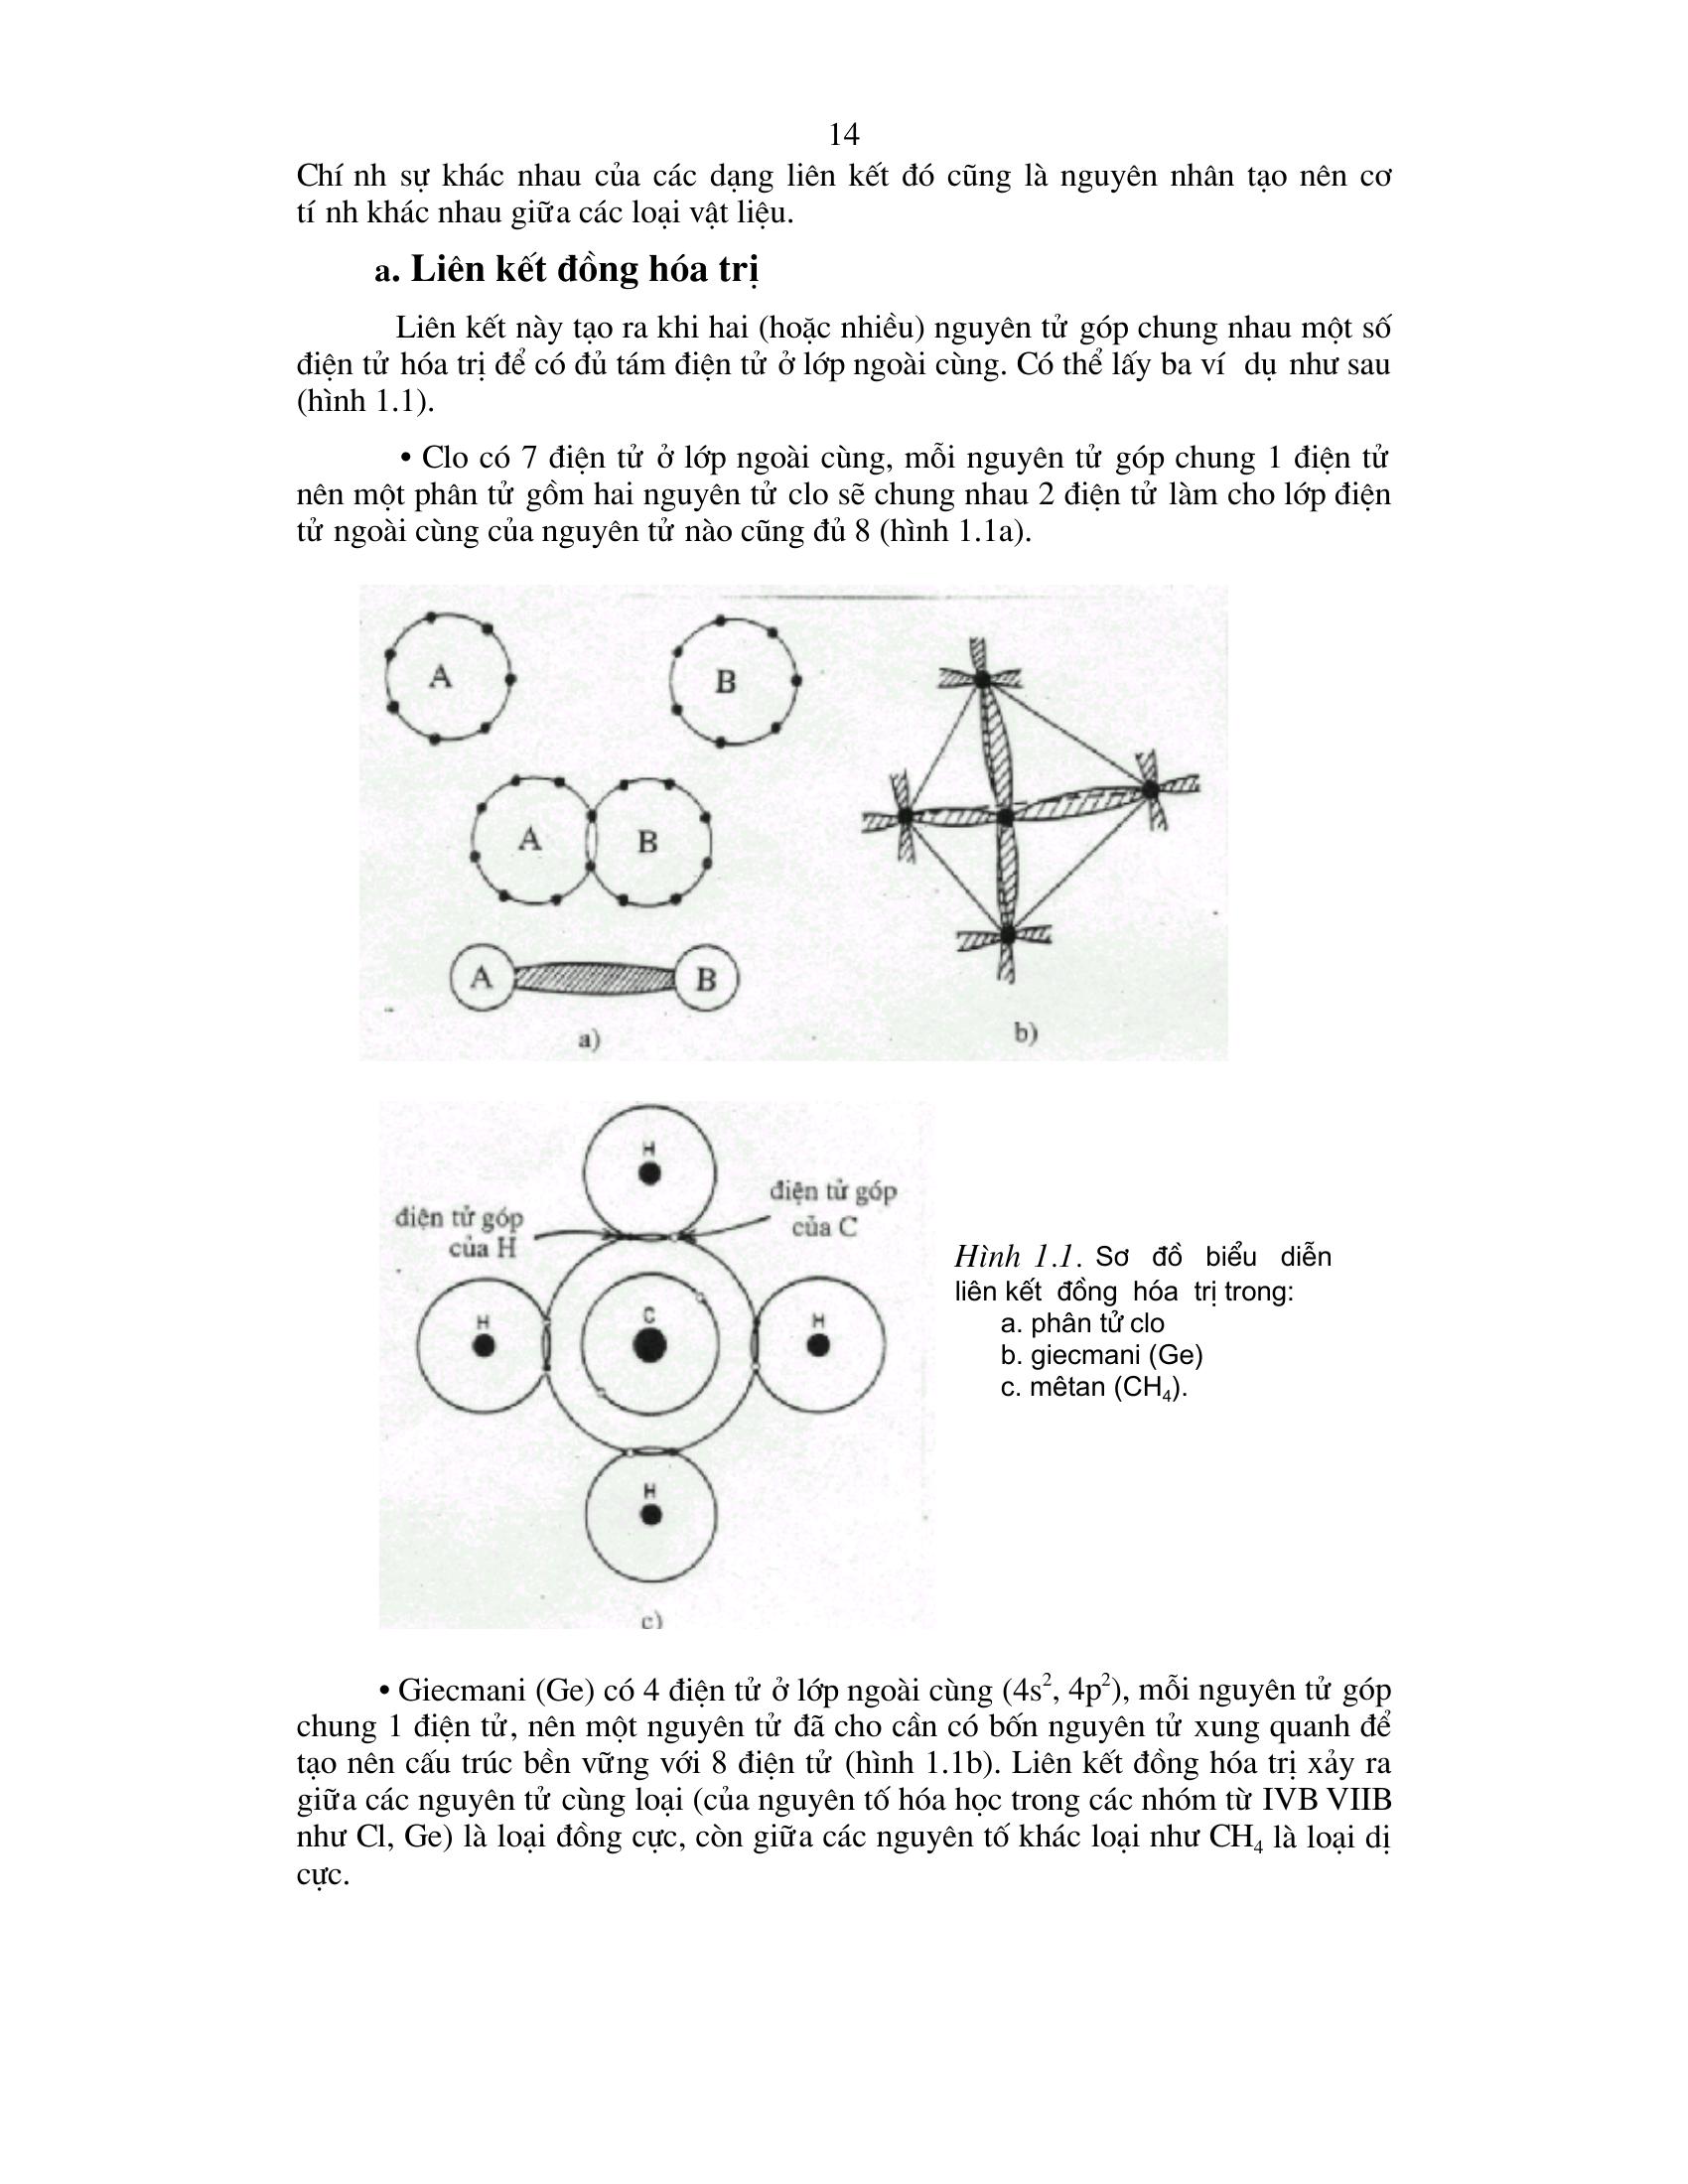 14
Chí nh sự khác nhau của các dạng liên kết đó cũng là nguyên nhân tạo nên cơ
tí nh khác nhau giữa các loại vật liệu.
a. Liên kết đồng hóa trị
Liên kết này tạo ra khi hai (hoặc nhiều) nguyên tử góp chung nhau một số
điện tử hóa trị để có đủ tám điện tử ở lớp ngoài cùng. Có thể lấy ba ví dụ như sau
(hình 1.1).
• Clo có 7 điện tử ở lớp ngoài cùng, mỗi nguyên tử góp chung 1 điện tử
nên một phân tử gồm hai nguyên tử clo sẽ chung nhau 2 điện tử làm cho lớp điện
tử ngoài cùng của nguyên tử nào cũng đủ 8 (hình 1.1a).
A
B
A
B
A
B
a)
b)
H
điện tử góp
của H
điện tử góp
của C
H
C
H
H
c)
Hình 1.1. Sơ đồ biểu diễn
liên kết đồng hóa trị trong:
a. phân tử clo
b. giecmani (Ge)
c. mêtan (CH₄).
• Giecmani (Ge) có 4 điện tử ở lớp ngoài cùng (4s², 4p²), mỗi nguyên tử góp
chung 1 điện tử, nên một nguyên tử đã cho cần có bốn nguyên tử xung quanh để
tạo nên cấu trúc bền vững với 8 điện tử (hình 1.1b). Liên kết đồng hóa trị xảy ra
giữa các nguyên tử cùng loại (của nguyên tố hóa học trong các nhóm từ IVB VIIB
như Cl, Ge) là loại đồng cực, còn giữa các nguyên tố khác loại như CH₄ là loại dị
cực.